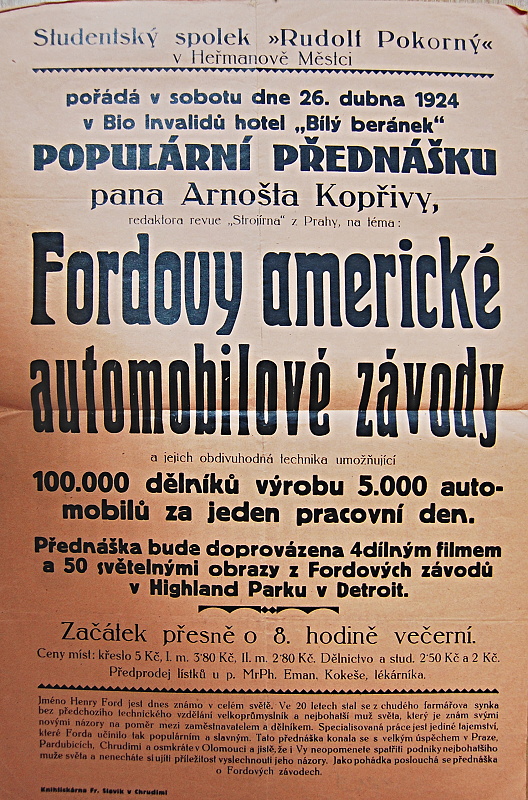 Studentský spolek »Rudolf Pokorný«
v Heřmanově Městci
pořádá v sobotu dne 26. dubna 1924
v Bio Invalidů hotel „Bílý beránek“
POPULÁRNÍ PŘEDNÁŠKU
pana Arnošta Kopřivy,
redaktora revue „Strojírna“ z Prahy, na téma:
Fordovy americké
automobilové závody
a jejich obdivuhodná technika umožňující
100.000 dělníků výrobu 5.000 auto-
mobilů za jeden pracovní den.
Přednáška bude doprovázena 4dílným filmem
a 50 světelnými obrazy z Fordových závodů
v Highland Parku v Detroit.
Začátek přesně o 8. hodině večerní.
Ceny míst: křeslo 5 Kč, I. m. 3·80 Kč, II. m. 2·80 Kč. Dělnictvo a stud. 2·50 Kč a 2 Kč.
Předprodej lístků u p. MrPh. Eman. Kokeše, lékárníka.
Jméno Henry Ford jest dnes známo v celém světě. Ve 20 letech stal se z chudého farmářova synka
bez předchozího technického vzdělání velkoprůmyslník a nejbohatší muž světa, který je znám svými
novými názory na poměr mezi zaměstnavatelem a dělníkem. Specialisovaná práce jest jediné tajemství,
které Forda učinilo tak populárním a slavným. Tato přednáška konala se s velkým úspěchem v Praze,
Pardubicích, Chrudimi a osmkráte v Olomouci a jistě, že i Vy neopomenete spatřiti podniky nejbohatšího
muže světa a nenecháte si ujíti příležitost vyslechnouti jeho názory. Jako pohádka poslouchá se přednáška
o Fordových závodech.
Knihtiskárna Fr. Slavík v Chrudimi